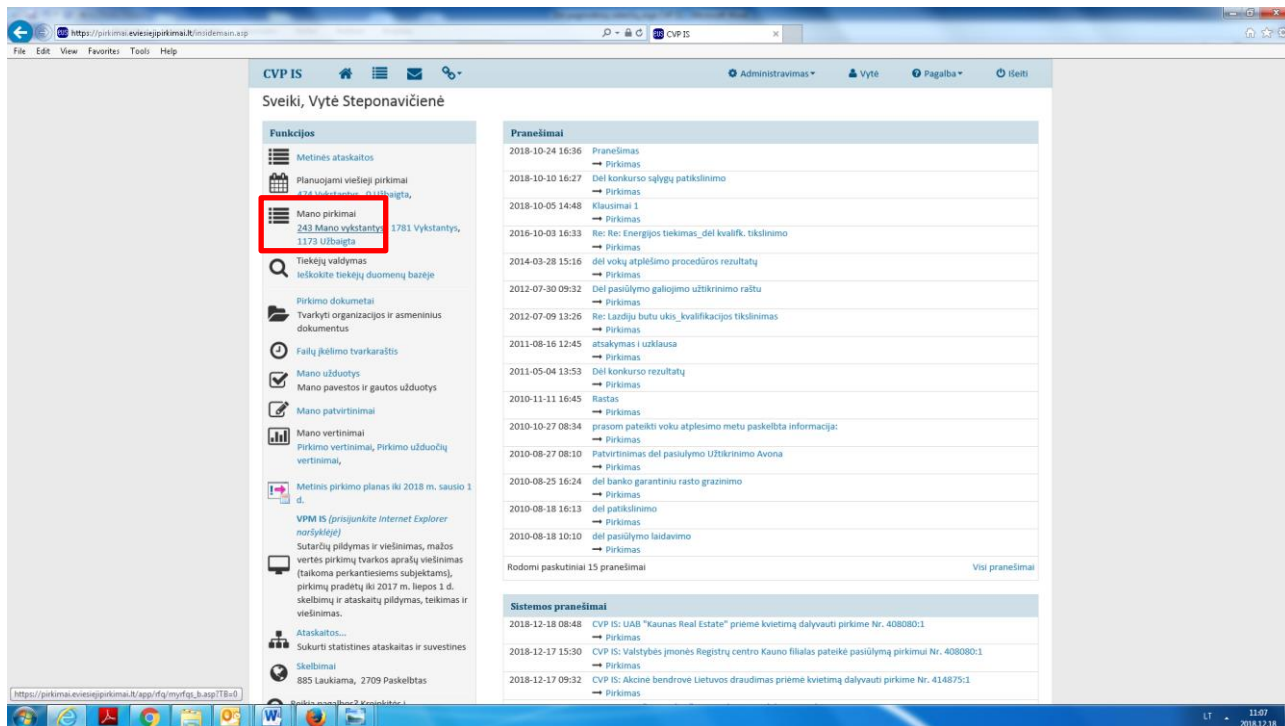 https://pirkimai.eviesiejipirkimai.lt/insidemain.asp
CVP IS
File Edit View Favorites Tools Help
CVP IS
Administravimas
Vytė
Pagalba
Išeiti
Sveiki, Vytė Steponavičienė
Funkcijos
Metinės ataskaitos
Planuojami viešieji pirkimai
474 Vykstantys, 0 Užbaigta,
Mano pirkimai
243 Mano vykstantys, 1781 Vykstantys,
1173 Užbaigta
Tiekėjų valdymas
Ieškokite tiekėjų duomenų bazėje
Pirkimo dokumetai
Tvarkyti organizacijos ir asmeninius
dokumentus
Failų įkėlimo tvarkaraštis
Mano užduotys
Mano pavestos ir gautos užduotys
Mano patvirtinimai
Mano vertinimai
Pirkimo vertinimai, Pirkimo užduočių
vertinimai,
Metinis pirkimo planas iki 2018 m. sausio 1
d.
VPM IS (prisijunkite Internet Explorer
naršyklėje)
Sutarčių pildymas ir viešinimas, mažos
vertės pirkimų tvarkos aprašų viešinimas
(taikoma perkantiesiems subjektams),
pirkimų pradėtų iki 2017 m. liepos 1 d.
skelbimų ir ataskaitų pildymas, teikimas ir
viešinimas.
Ataskaitos...
Sukurti statistines ataskaitas ir suvestines
Skelbimai
885 Laukiama, 2709 Paskelbtas
Reikia pagalbos? Kreipkitės į
Pranešimai
2018-10-24 16:36 Pranešimas
→ Pirkimas
2018-10-10 16:27 Dėl konkurso sąlygų patikslinimo
→ Pirkimas
2018-10-05 14:48 Klausimai 1
→ Pirkimas
2016-10-03 16:33 Re: Re: Energijos tiekimas_dėl kvalifk. tikslinimo
→ Pirkimas
2014-03-28 15:16 dėl vokų atplėšimo procedūros rezultatų
→ Pirkimas
2012-07-30 09:32 Dėl pasiūlymo galiojimo užtikrinimo raštu
→ Pirkimas
2012-07-09 13:26 Re: Lazdiju butu ukis_kvalifikacijos tikslinimas
→ Pirkimas
2011-08-16 12:45 atsakymas i uzklausa
→ Pirkimas
2011-05-04 13:53 Dėl konkurso rezultatų
→ Pirkimas
2010-11-11 16:45 Rastas
→ Pirkimas
2010-10-27 08:34 prasom pateikti voku atplesimo metu paskelbta informacija:
→ Pirkimas
2010-08-27 08:10 Patvirtinimas del pasiulymo Užtikrinimo Avona
→ Pirkimas
2010-08-25 16:24 del banko garantiniu rasto grazinimo
→ Pirkimas
2010-08-18 16:13 del patikslinimo
→ Pirkimas
2010-08-18 10:10 del pasiūlymo laidavimo
→ Pirkimas
Rodomi paskutiniai 15 pranešimai
Visi pranešimai
Sistemos pranešimai
2018-12-18 08:48 CVP IS: UAB "Kaunas Real Estate" priėmė kvietimą dalyvauti pirkime Nr. 408080:1
→ Pirkimas
2018-12-17 15:30 CVP IS: Valstybės įmonės Registrų centro Kauno filialas pateikė pasiūlymą pirkimui Nr. 408080:1
→ Pirkimas
2018-12-17 09:32 CVP IS: Akcinė bendrovė Lietuvos draudimas priėmė kvietimą dalyvauti pirkime Nr. 414875:1
→ Pirkimas
https://pirkimai.eviesiejipirkimai.lt/app/rfq/myrfqs_b.asp?TB=0
LT
11:07
2018.12.18